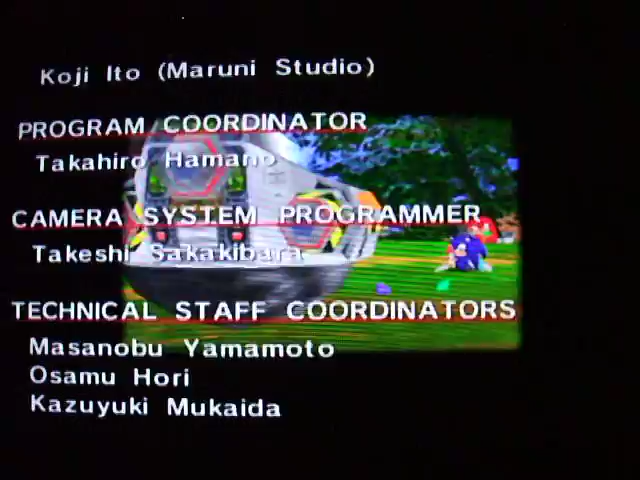 Koji Ito (Maruni Studio)
PROGRAM COORDINATOR
Takahiro Hamano
CAMERA SYSTEM PROGRAMMER
Takeshi Sakakibara
TECHNICAL STAFF COORDINATORS
Masanobu Yamamoto
Osamu Hori
Kazuyuki Mukaida